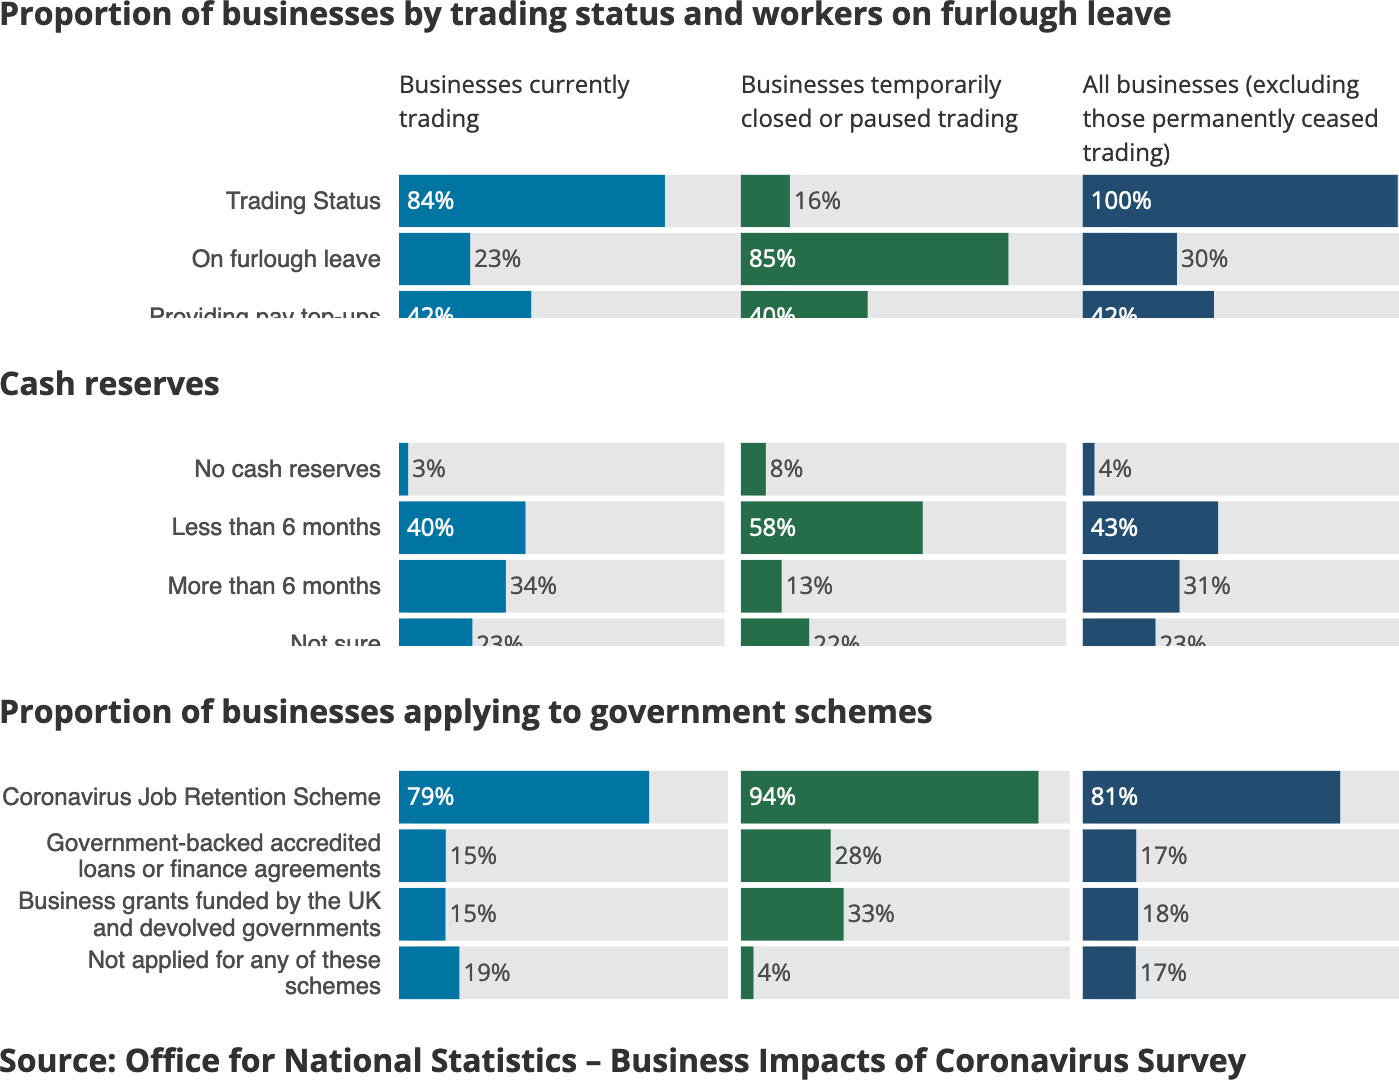 Proportion of businesses by trading status and workers on furlough leave
Businesses currently
trading
Businesses temporarily
closed or paused trading
All businesses (excluding
those permanently ceased
trading)
Trading Status 84% 16% 100%
On furlough leave 23% 85% 30%
Providing pay top-ups 42% 40% 42%
Cash reserves
No cash reserves 3% 8% 4%
Less than 6 months 40% 58% 43%
More than 6 months 34% 13% 31%
Not sure 23% 22% 23%
Proportion of businesses applying to government schemes
Coronavirus Job Retention Scheme 79% 94% 81%
Government-backed accredited
loans or finance agreements 15% 28% 17%
Business grants funded by the UK
and devolved governments 15% 33% 18%
Not applied for any of these
schemes 19% 4% 17%
Source: Office for National Statistics – Business Impacts of Coronavirus Survey